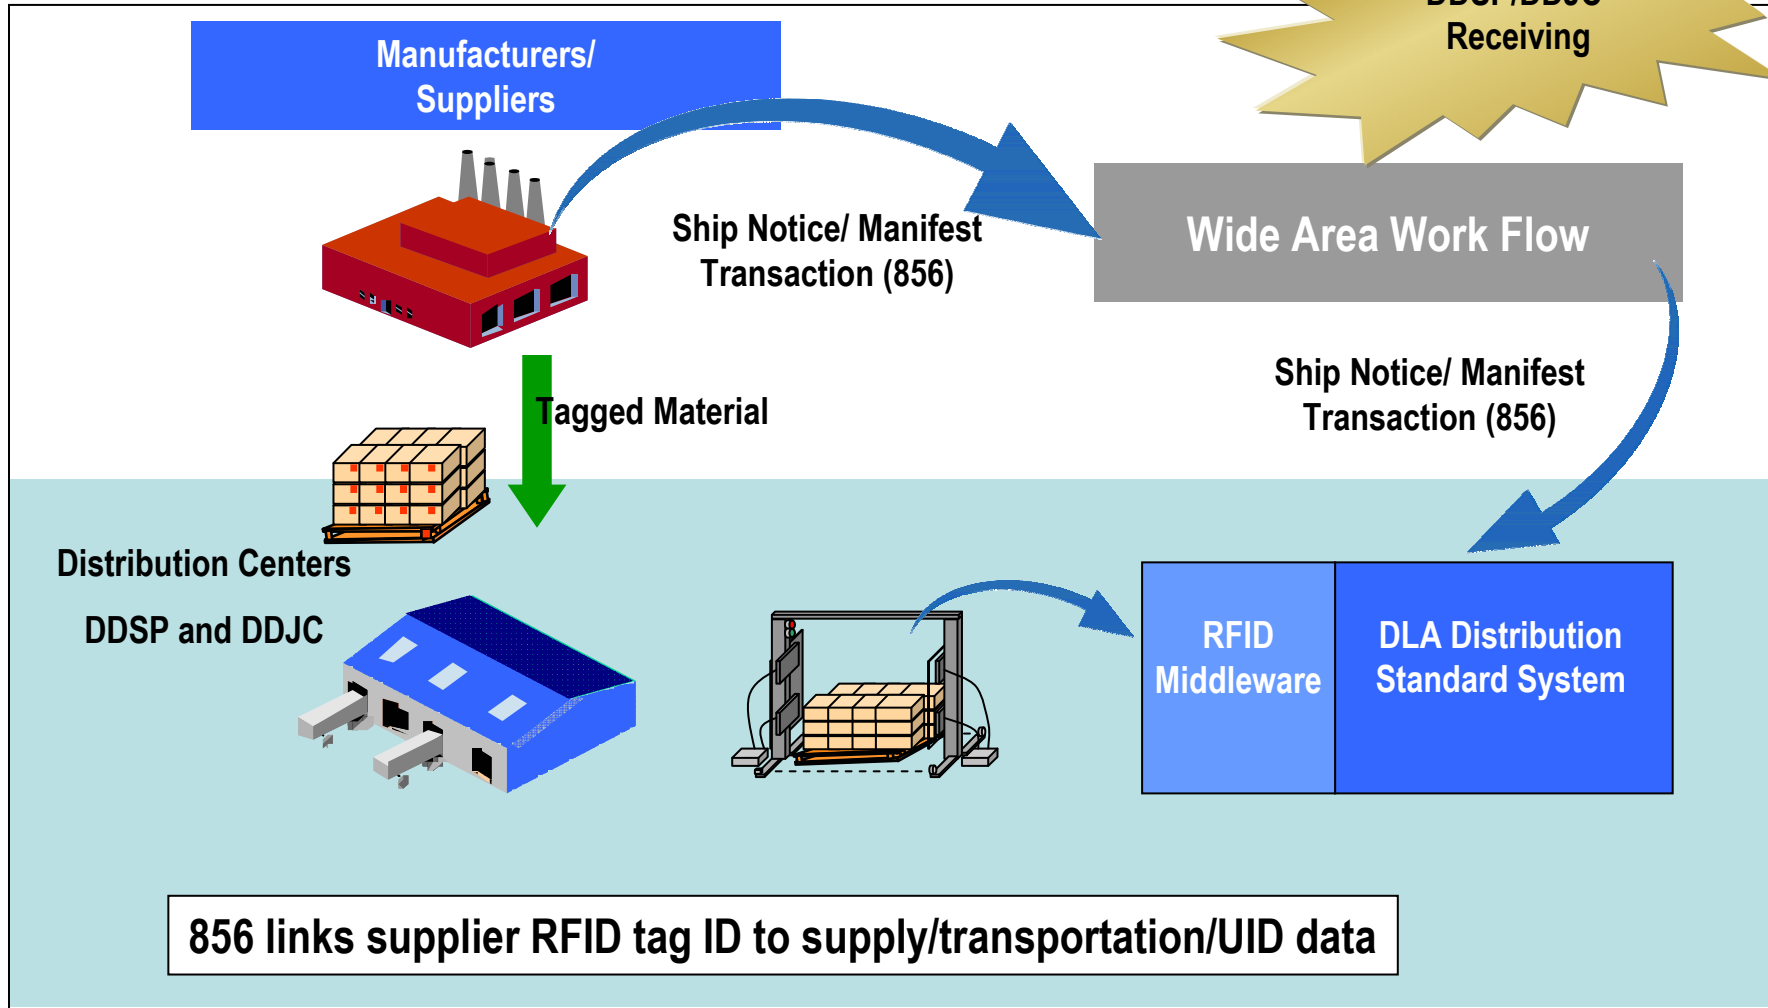 Receiving
Manufacturers/
Suppliers
Ship Notice/ Manifest
Transaction (856)
Wide Area Work Flow
Tagged Material
Ship Notice/ Manifest
Transaction (856)
Distribution Centers
DDSP and DDJC
RFID
Middleware
DLA Distribution
Standard System
856 links supplier RFID tag ID to supply/transportation/UID data